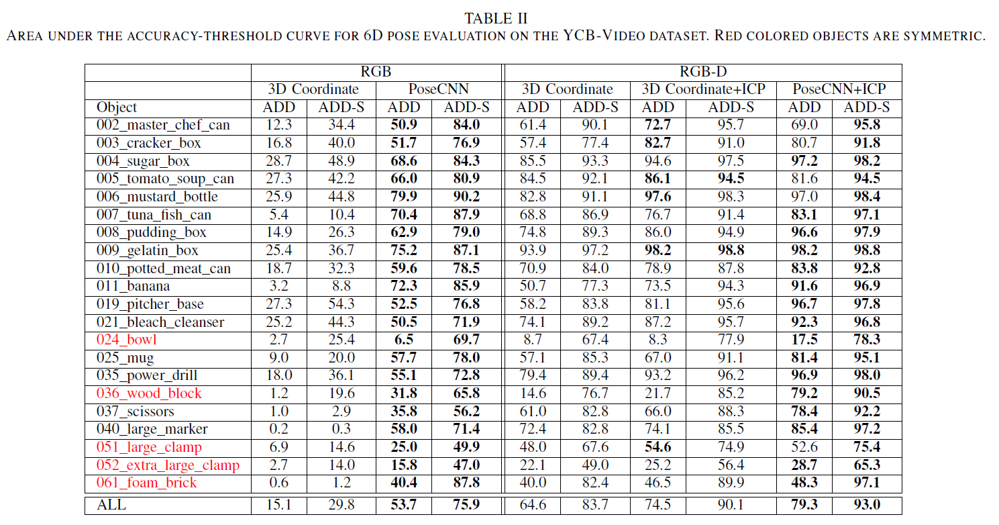 TABLE II
AREA UNDER THE ACCURACY-THRESHOLD CURVE FOR 6D POSE EVALUATION ON THE YCB-VIDEO DATASET. RED COLORED OBJECTS ARE SYMMETRIC.
RGB RGB-D
3D Coordinate PoseCNN 3D Coordinate 3D Coordinate+ICP PoseCNN+ICP
Object ADD ADD-S ADD ADD-S ADD ADD-S ADD ADD-S ADD ADD-S
002_master_chef_can 12.3 34.4 50.9 84.0 61.4 90.1 72.7 95.7 69.0 95.8
003_cracker_box 16.8 40.0 51.7 76.9 57.4 77.4 82.7 91.0 80.7 91.8
004_sugar_box 28.7 48.9 68.6 84.3 85.5 93.3 94.6 97.5 97.2 98.2
005_tomato_soup_can 27.3 42.2 66.0 80.9 84.5 92.1 86.1 94.5 81.6 94.5
006_mustard_bottle 25.9 44.8 79.9 90.2 82.8 91.1 97.6 98.3 97.0 98.4
007_tuna_fish_can 5.4 10.4 70.4 87.9 68.8 86.9 76.7 91.4 83.1 97.1
008_pudding_box 14.9 26.3 62.9 79.0 74.8 89.3 86.0 94.9 96.6 97.9
009_gelatin_box 25.4 36.7 75.2 87.1 93.9 97.2 98.2 98.8 98.2 98.8
010_potted_meat_can 18.7 32.3 59.6 78.5 70.9 84.0 78.9 87.8 83.8 92.8
011_banana 3.2 8.8 72.3 85.9 50.7 77.3 73.5 94.3 91.6 96.9
019_pitcher_base 27.3 54.3 52.5 76.8 58.2 83.8 81.1 95.6 96.7 97.8
021_bleach_cleanser 25.2 44.3 50.5 71.9 74.1 89.2 87.2 95.7 92.3 96.8
024_bowl 2.7 25.4 6.5 69.7 8.7 67.4 8.3 77.9 17.5 78.3
025_mug 9.0 20.0 57.7 78.0 57.1 85.3 67.0 91.1 81.4 95.1
035_power_drill 18.0 36.1 55.1 72.8 79.4 89.4 93.2 96.2 96.9 98.0
036_wood_block 1.2 19.6 31.8 65.8 14.6 76.7 21.7 85.2 79.2 90.5
037_scissors 1.0 2.9 35.8 56.2 61.0 82.8 66.0 88.3 78.4 92.2
040_large_marker 0.2 0.3 58.0 71.4 72.4 82.8 74.1 85.5 85.4 97.2
051_large_clamp 6.9 14.6 25.0 49.9 48.0 67.6 54.6 74.9 52.6 75.4
052_extra_large_clamp 2.7 14.0 15.8 47.0 22.1 49.0 25.2 56.4 28.7 65.3
061_foam_brick 0.6 1.2 40.4 87.8 40.0 82.4 46.5 89.9 48.3 97.1
ALL 15.1 29.8 53.7 75.9 64.6 83.7 74.5 90.1 79.3 93.0